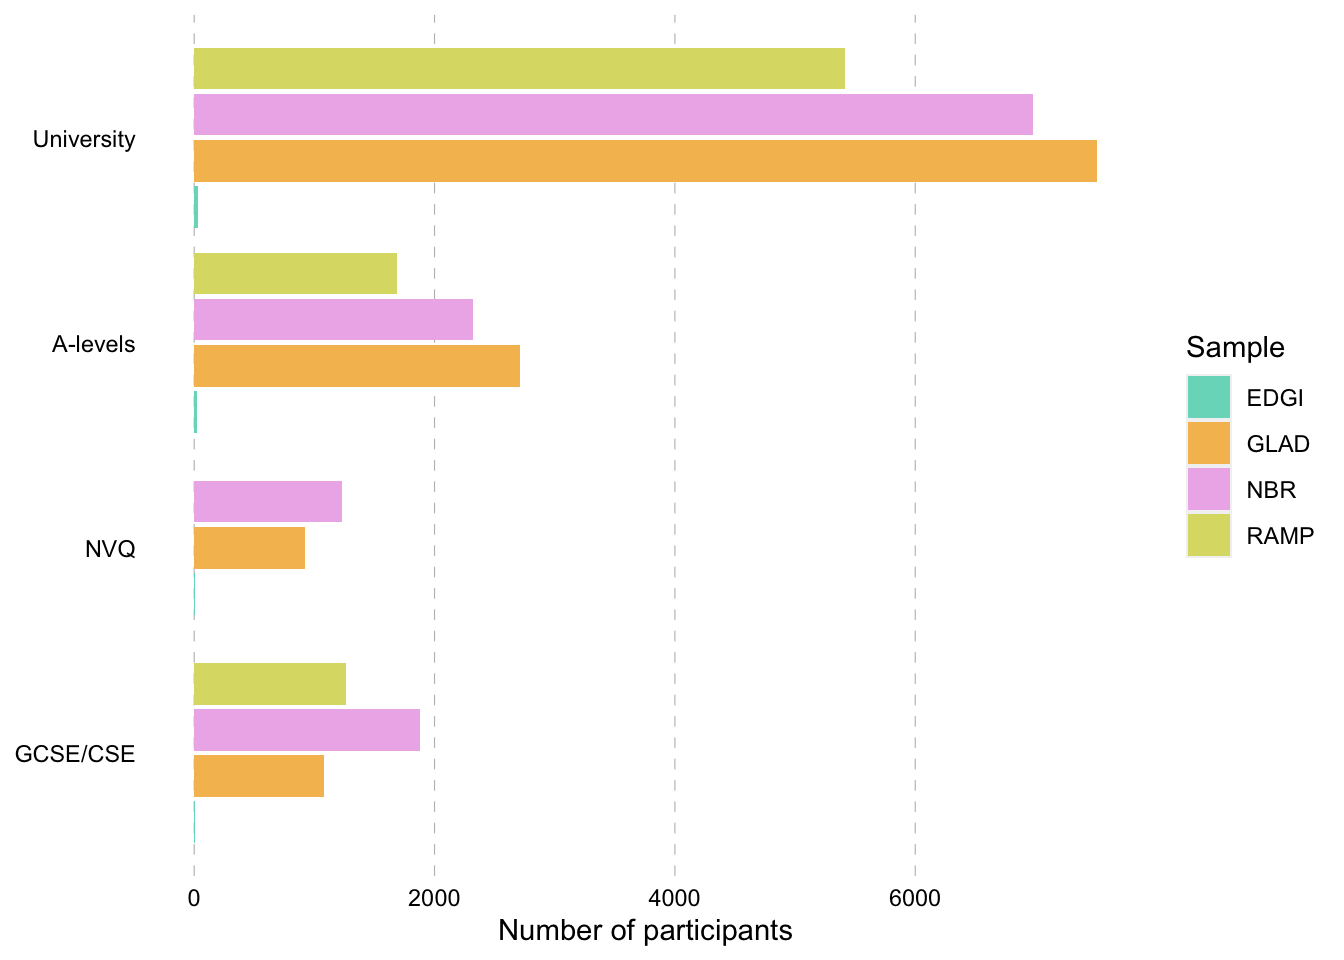 University
A-levels
NVQ
GCSE/CSE
0 2000 4000 6000
Number of participants
Sample
EDGI
GLAD
NBR
RAMP